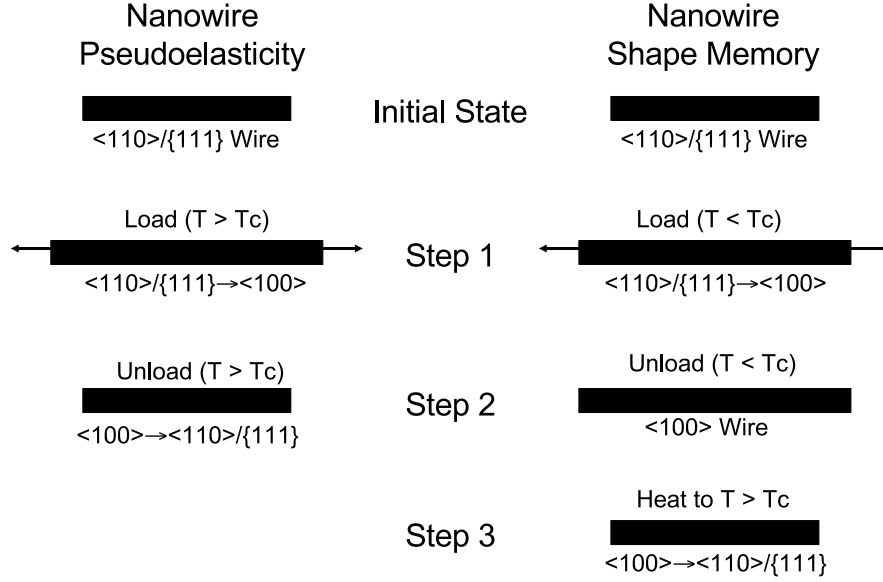 Nanowire
Pseudoelasticity
Nanowire
Shape Memory
Initial State
<110>/{111} Wire
<110>/{111} Wire
Load (T > Tc)
Load (T < Tc)
Step 1
<110>/{111}→<100>
<110>/{111}→<100>
Unload (T > Tc)
Unload (T < Tc)
Step 2
<100>→<110>/{111}
<100> Wire
Heat to T > Tc
Step 3
<100>→<110>/{111}